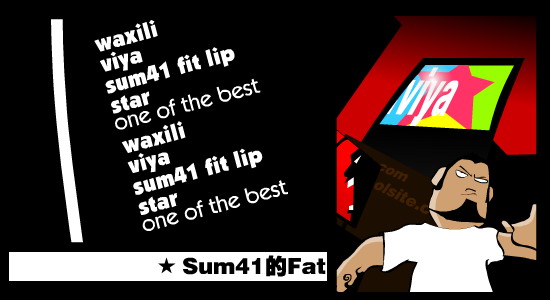 waxili
viya
sum41 fit lip
star
one of the best
waxili
viya
sum41 fit lip
star
one of the best
★ Sum41的Fat
viya